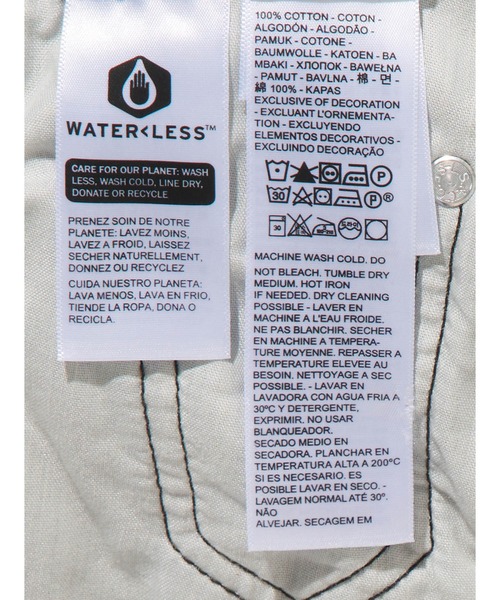 WATER<LESS™
CARE FOR OUR PLANET: WASH
LESS, WASH COLD, LINE DRY,
DONATE OR RECYCLE
PRENEZ SOIN DE NOTRE
PLANETE: LAVEZ MOINS,
LAVEZ A FROID, LAISSEZ
SECHER NATURELLEMENT,
DONNEZ OU RECYCLEZ
CUIDA NUESTRO PLANETA:
LAVA MENOS, LAVA EN FRIO,
TIENDE LA ROPA, DONA O
RECICLA.
100% COTTON - COTON -
ALGODÓN - ALGODÃO -
PAMUK - COTONE -
BAUMWOLLE - KATOEN - BA
MBAKI - ХЛОПОК - BAWEŁNA
- PAMUT - BAVLNA - 棉 - 면 -
綿 100% - KAPAS
EXCLUSIVE OF DECORATION
- EXCLUANT L'ORNEMENTA-
TION - EXCLUYENDO
ELEMENTOS DECORATIVOS -
EXCLUINDO DECORAÇÃO
P
30 P ®
30
MACHINE WASH COLD. DO
NOT BLEACH. TUMBLE DRY
MEDIUM. HOT IRON
IF NEEDED. DRY CLEANING
POSSIBLE - LAVER EN
MACHINE A L'EAU FROIDE.
NE PAS BLANCHIR. SECHER
EN MACHINE A TEMPERA-
TURE MOYENNE. REPASSER A
TEMPERATURE ELEVEE AU
BESOIN. NETTOYAGE A SEC
POSSIBLE. - LAVAR EN
LAVADORA CON AGUA FRIA A
30ºC Y DETERGENTE,
EXPRIMIR. NO USAR
BLANQUEADOR.
SECADO MEDIO EN
SECADORA. PLANCHAR EN
TEMPERATURA ALTA A 200°C
SI ES NECESARIO. ES
POSIBLE LAVAR EN SECO. -
LAVAGEM NORMAL ATÉ 30º.
NÃO
ALVEJAR. SECAGEM EM